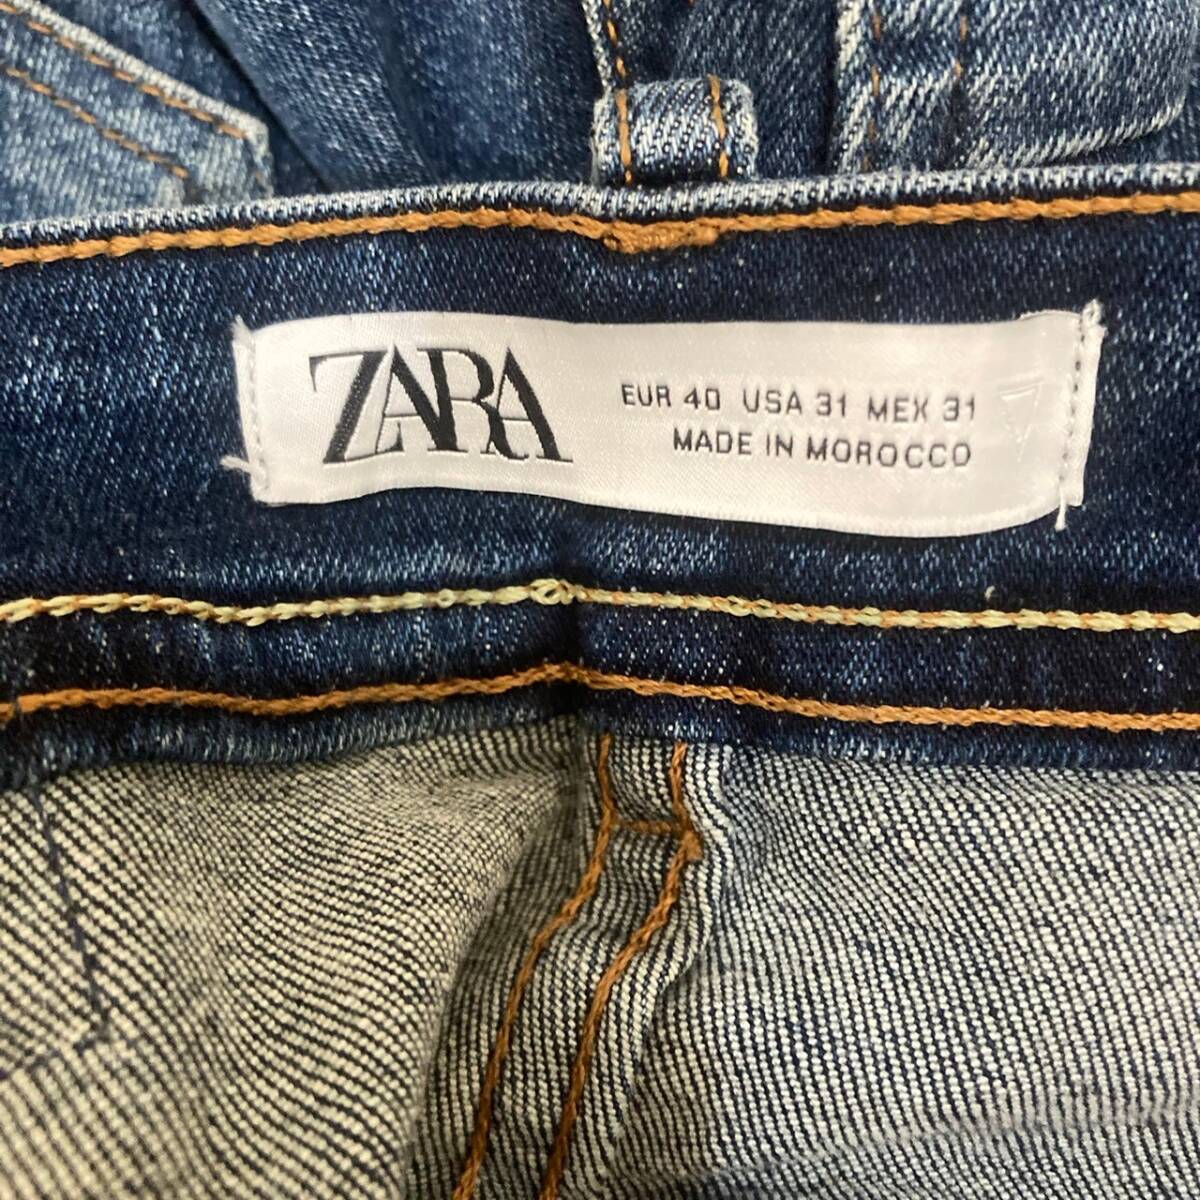 ZARA
EUR 40 USA 31 MEX 31
MADE IN MOROCCO